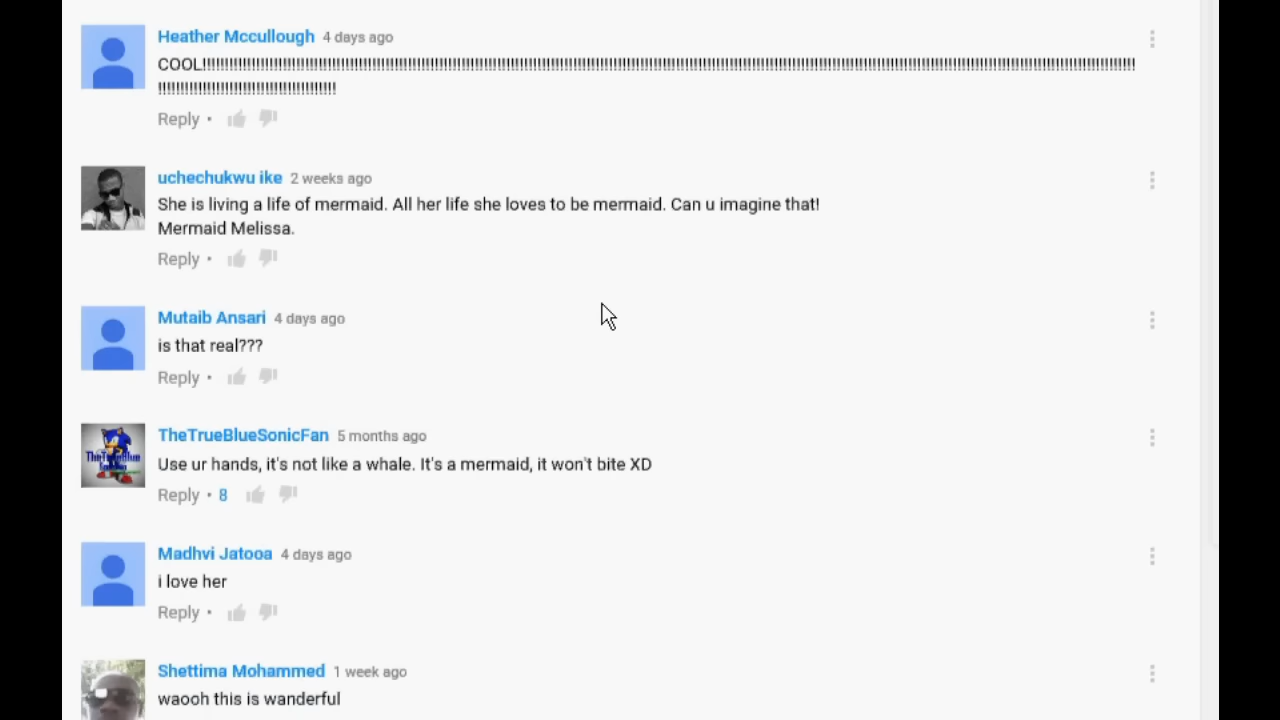 Heather Mccullough 4 days ago
COOL!!!!!!!!!!!!!!!!!!!!!!!!!!!!!!!!!!!!!!!!!!!!!!!!!!!!!!!!!!!!!!!!!!!!!!!!!!!!!!!!!!!!!!!!!!!!!!!!!!!!!!!!!!!!!!!!!!!!!!!!!!!!!!!!!!!!!!!!!!!!!!!!!!!!!!!!!!!!!!!!!!!!!!!!!!!!!!!!!!!!!!!!!!!!!!!!!!!!!!!!!!!!
!!!!!!!!!!!!!!!!!!!!!!!!!!!!!!!!!!!!!!!!
Reply •
uchechukwu ike 2 weeks ago
She is living a life of mermaid. All her life she loves to be mermaid. Can u imagine that!
Mermaid Melissa.
Reply •
Mutaib Ansari 4 days ago
is that real???
Reply •
TheTrueBlueSonicFan 5 months ago
Use ur hands, it's not like a whale. It's a mermaid, it won't bite XD
Reply • 8
Madhvi Jatooa 4 days ago
i love her
Reply •
Shettima Mohammed 1 week ago
waooh this is wanderful